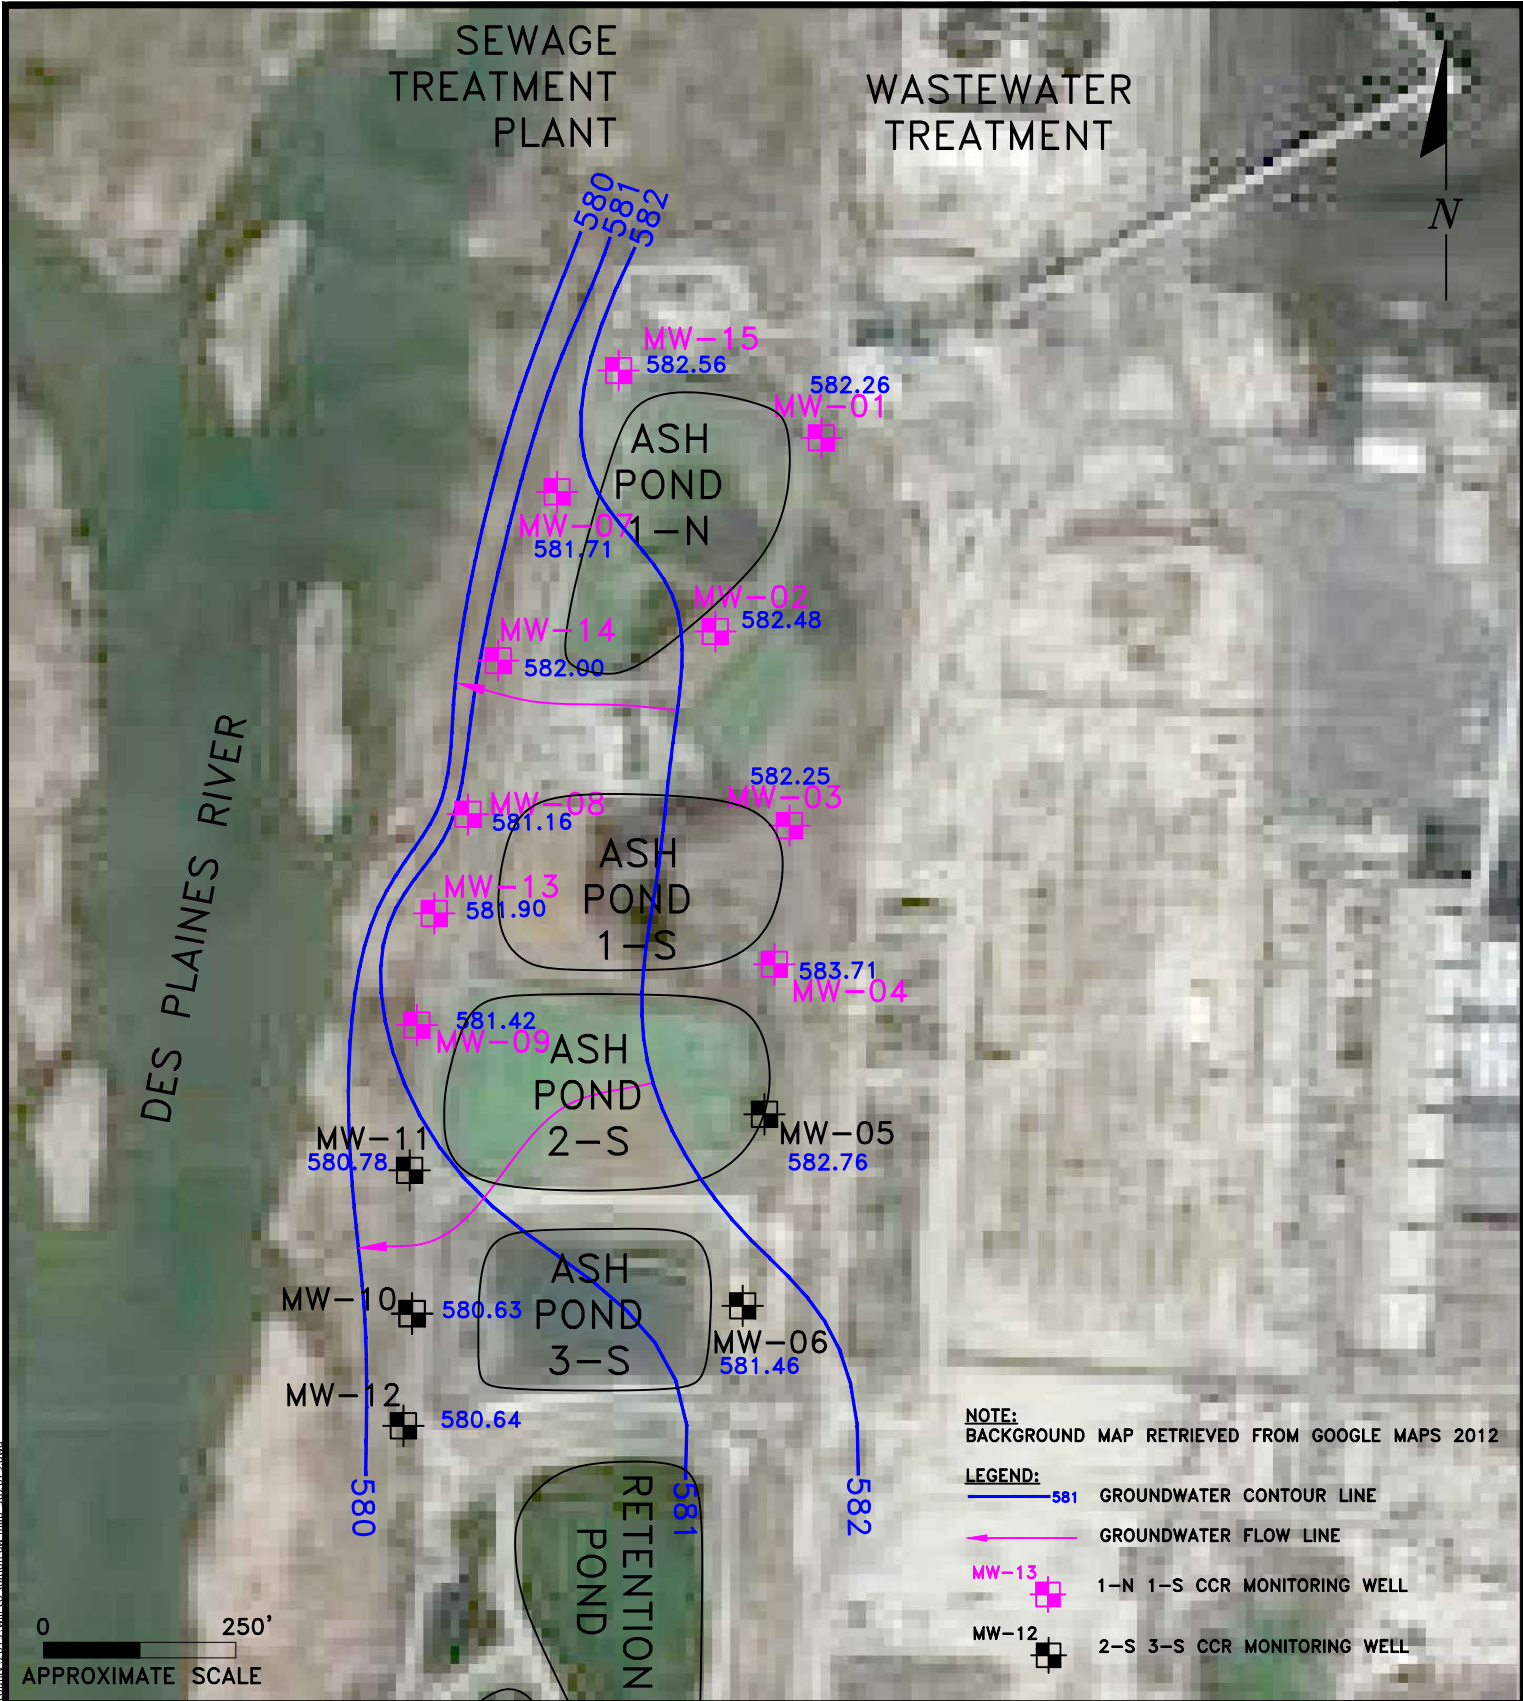 SEWAGE
TREATMENT
PLANT
WASTEWATER
TREATMENT
N
580
581
582
MW-15
582.56
582.26
MW-01
ASH
POND
1-N
MW-07
581.71
MW-02
582.48
MW-14
582.00
DES PLAINES RIVER
582.25
MW-03
MW-08
581.16
ASH
POND
1-S
MW-13
581.90
583.71
MW-04
581.42
MW-09
ASH
POND
2-S
MW-05
582.76
MW-11
580.78
ASH
POND
3-S
MW-10
580.63
MW-06
581.46
MW-12
580.64
580
581
582
RETENTION
POND
NOTE:
BACKGROUND MAP RETRIEVED FROM GOOGLE MAPS 2012
LEGEND:
581 GROUNDWATER CONTOUR LINE
GROUNDWATER FLOW LINE
MW-13
1-N 1-S CCR MONITORING WELL
MW-12
2-S 3-S CCR MONITORING WELL
0 250'
APPROXIMATE SCALE